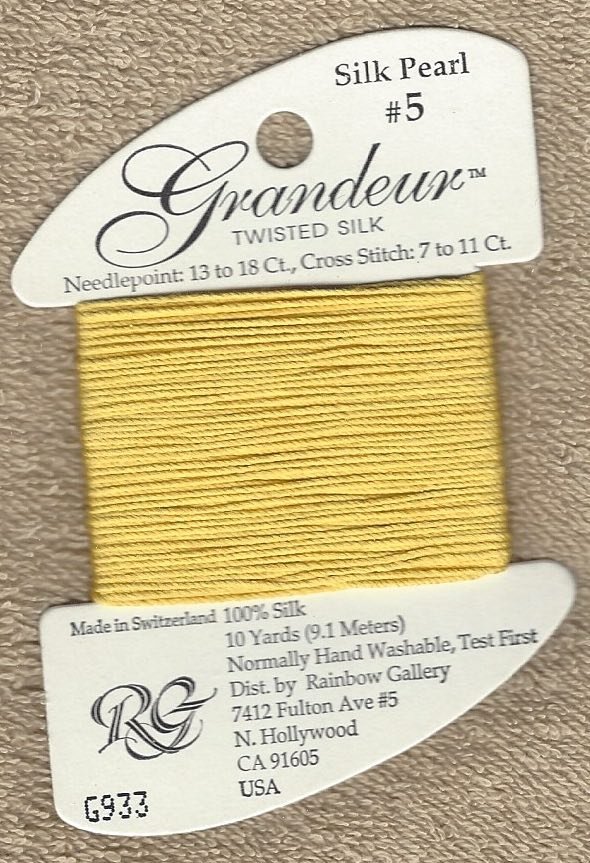 Silk Pearl
#5
Grandeur™
TWISTED SILK
Needlepoint: 13 to 18 Ct., Cross Stitch: 7 to 11 Ct.
Made in Switzerland
100% Silk
10 Yards (9.1 Meters)
Normally Hand Washable, Test First
Dist. by Rainbow Gallery
7412 Fulton Ave #5
N. Hollywood
CA 91605
USA
RG
G933